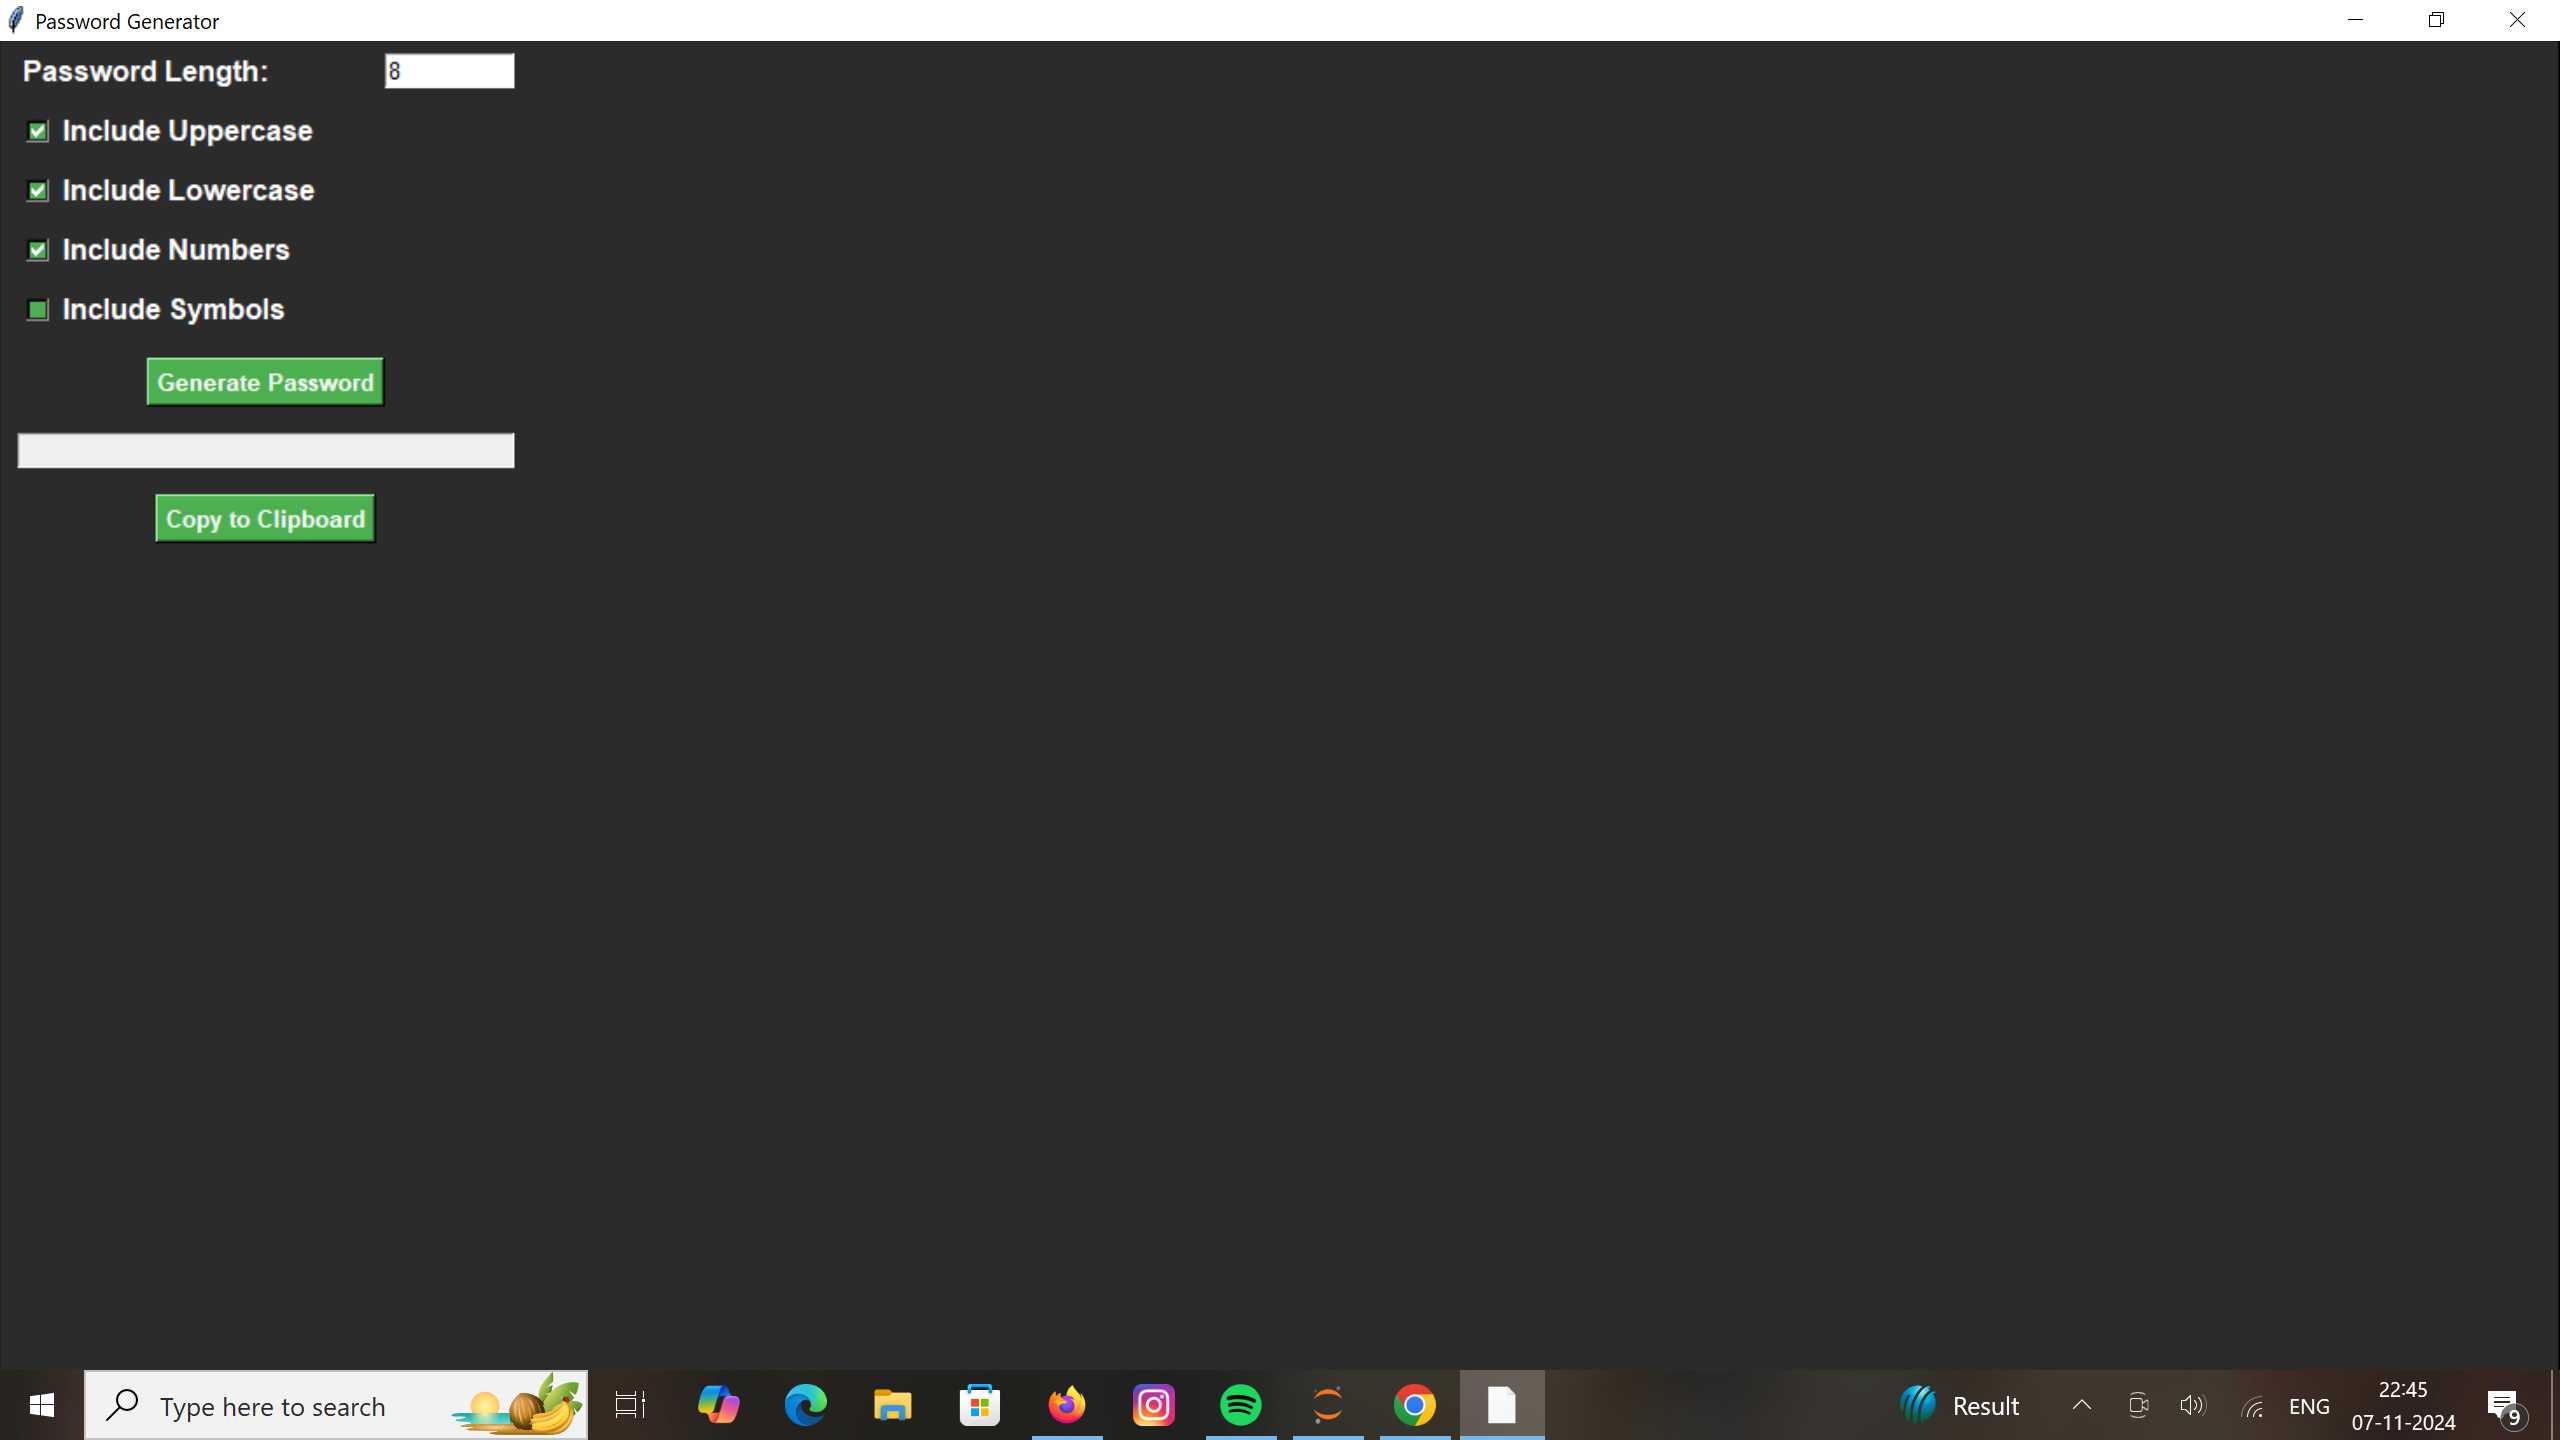 Password Generator
Password Length: 8
Include Uppercase
Include Lowercase
Include Numbers
Include Symbols
Generate Password
Copy to Clipboard
Type here to search
Result
ENG
22:45
07-11-2024
9